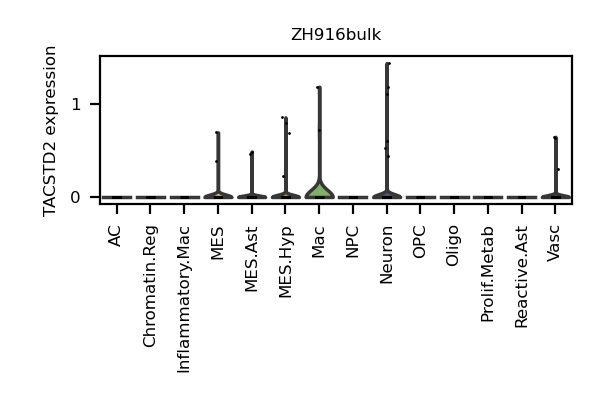 ZH916bulk
TACSTD2 expression
1
0
AC
Chromatin.Reg
Inflammatory.Mac
MES
MES.Ast
MES.Hyp
Mac
NPC
Neuron
OPC
Oligo
Prolif.Metab
Reactive.Ast
Vasc